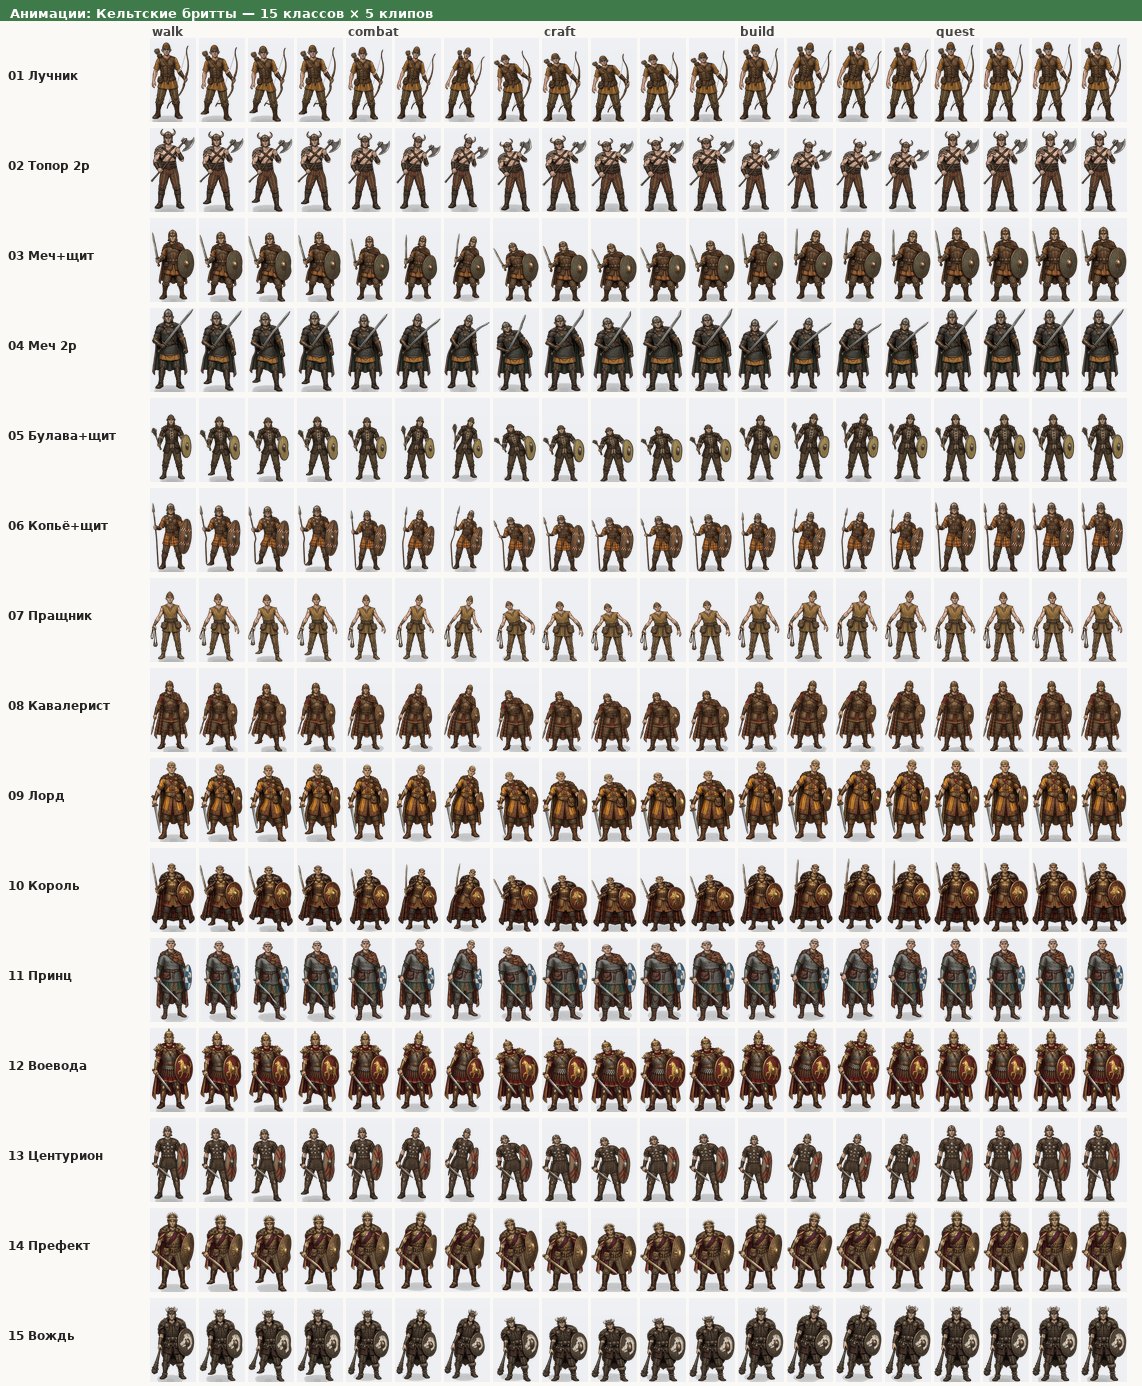 Анимации: Кельтские бритты — 15 классов × 5 клипов
walk combat craft build quest
01 Лучник
02 Топор 2р
03 Меч+щит
04 Меч 2р
05 Булава+щит
06 Копьё+щит
07 Пращник
08 Кавалерист
09 Лорд
10 Король
11 Принц
12 Воевода
13 Центурион
14 Префект
15 Вождь